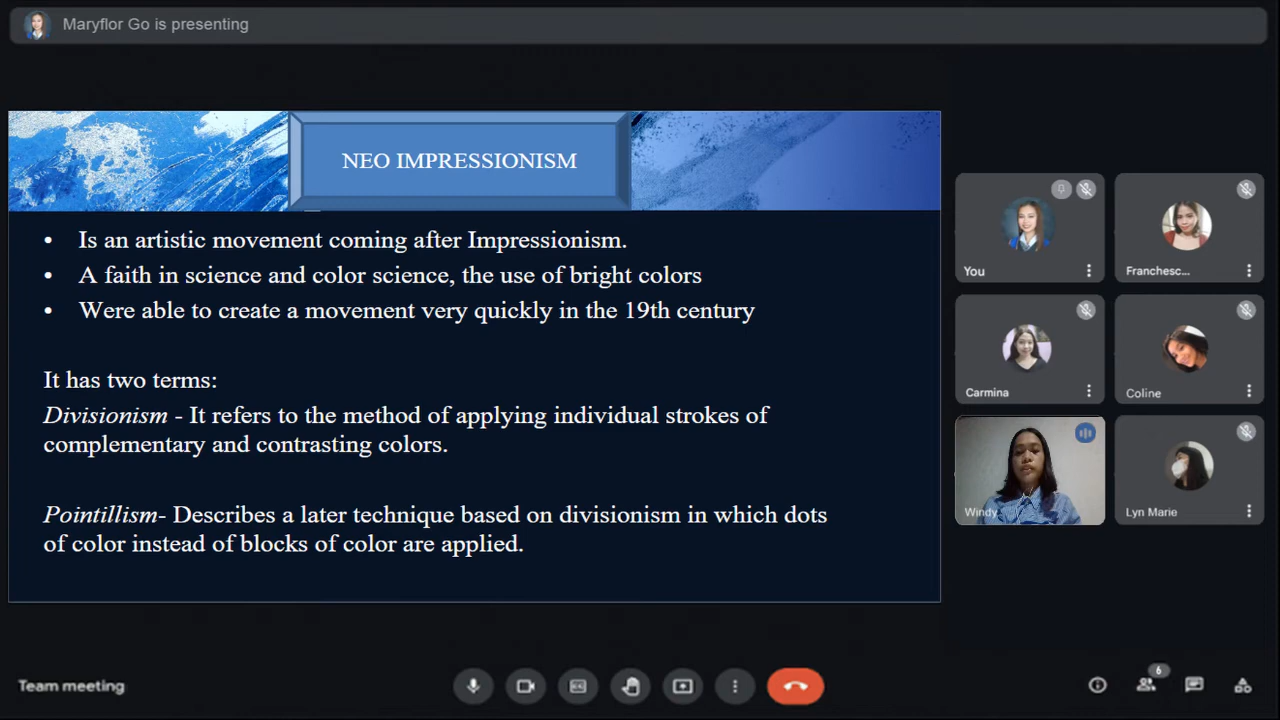 Maryflor Go is presenting
NEO IMPRESSIONISM
• Is an artistic movement coming after Impressionism.
• A faith in science and color science, the use of bright colors
• Were able to create a movement very quickly in the 19th century
It has two terms:
Divisionism - It refers to the method of applying individual strokes of
complementary and contrasting colors.
Pointillism- Describes a later technique based on divisionism in which dots
of color instead of blocks of color are applied.
You
Franchesc...
Carmina
Coline
Windy
Lyn Marie
Team meeting
6